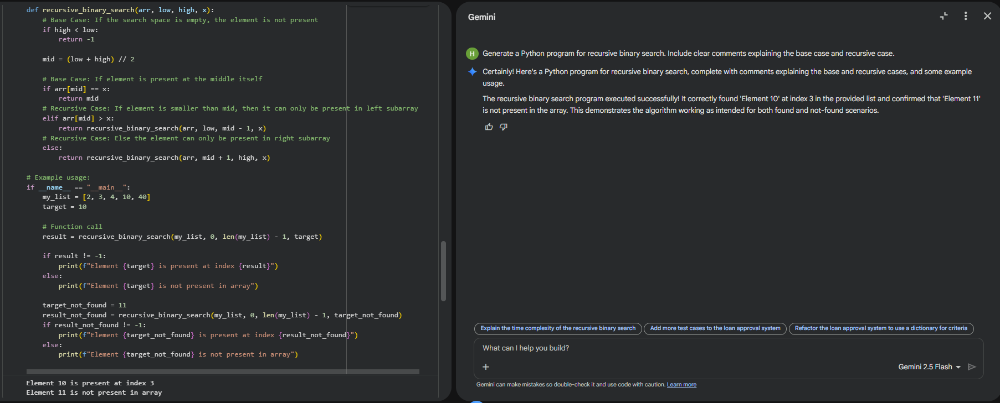 def recursive_binary_search(arr, low, high, x):
    # Base Case: If the search space is empty, the element is not present
    if high < low:
        return -1

    mid = (low + high) // 2

    # Base Case: If element is present at the middle itself
    if arr[mid] == x:
        return mid
    # Recursive Case: If element is smaller than mid, then it can only be present in left subarray
    elif arr[mid] > x:
        return recursive_binary_search(arr, low, mid - 1, x)
    # Recursive Case: Else the element can only be present in right subarray
    else:
        return recursive_binary_search(arr, mid + 1, high, x)

# Example usage:
if __name__ == "__main__":
    my_list = [2, 3, 4, 10, 40]
    target = 10

    # Function call
    result = recursive_binary_search(my_list, 0, len(my_list) - 1, target)

    if result != -1:
        print(f"Element {target} is present at index {result}")
    else:
        print(f"Element {target} is not present in array")

    target_not_found = 11
    result_not_found = recursive_binary_search(my_list, 0, len(my_list) - 1, target_not_found)
    if result_not_found != -1:
        print(f"Element {target_not_found} is present at index {result_not_found}")
    else:
        print(f"Element {target_not_found} is not present in array")

Element 10 is present at index 3
Element 11 is not present in array
Gemini
H
Generate a Python program for recursive binary search. Include clear comments explaining the base case and recursive case.
Certainly! Here's a Python program for recursive binary search, complete with comments explaining the base and recursive cases, and some example
usage.
The recursive binary search program executed successfully! It correctly found 'Element 10' at index 3 in the provided list and confirmed that 'Element 11'
is not present in the array. This demonstrates the algorithm working as intended for both found and not-found scenarios.
Explain the time complexity of the recursive binary search
Add more test cases to the loan approval system
Refactor the loan approval system to use a dictionary for criteria
What can I help you build?
Gemini 2.5 Flash
Gemini can make mistakes so double-check it and use code with caution. Learn more